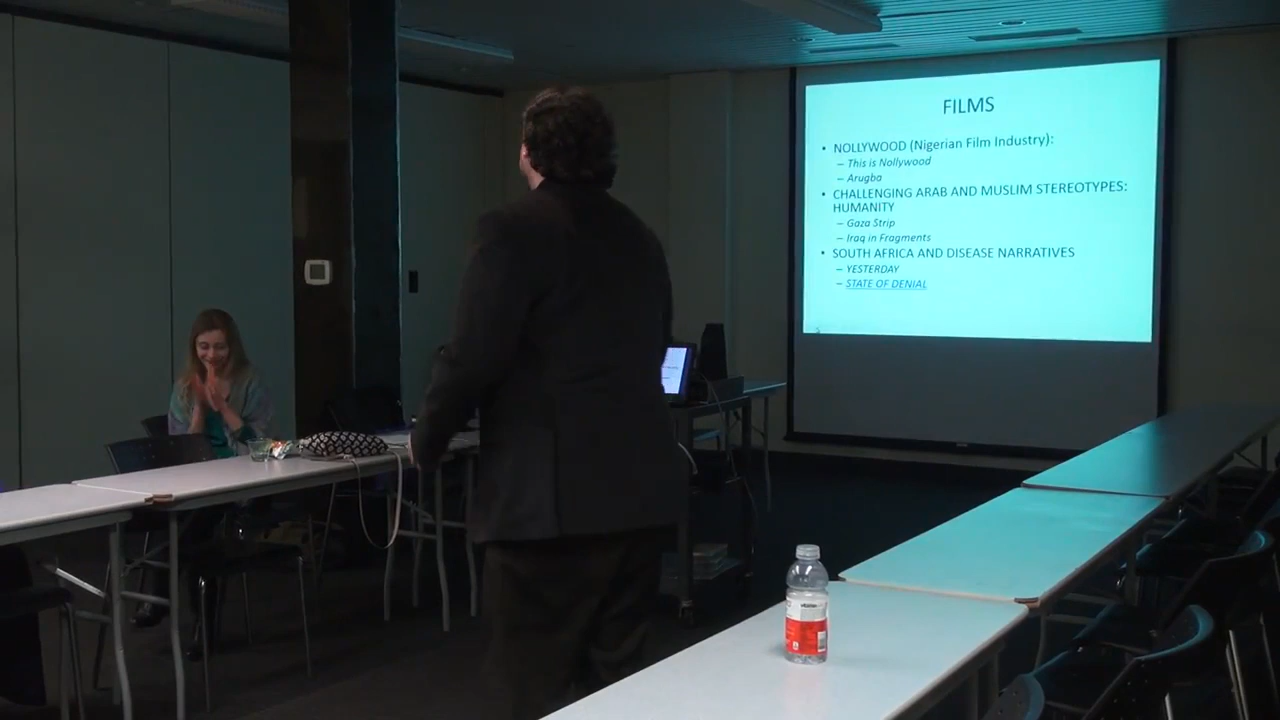 FILMS
• NOLLYWOOD (Nigerian Film Industry):
– This is Nollywood
– Arugba
• CHALLENGING ARAB AND MUSLIM STEREOTYPES:
HUMANITY
– Gaza Strip
– Iraq in Fragments
• SOUTH AFRICA AND DISEASE NARRATIVES
– YESTERDAY
– STATE OF DENIAL